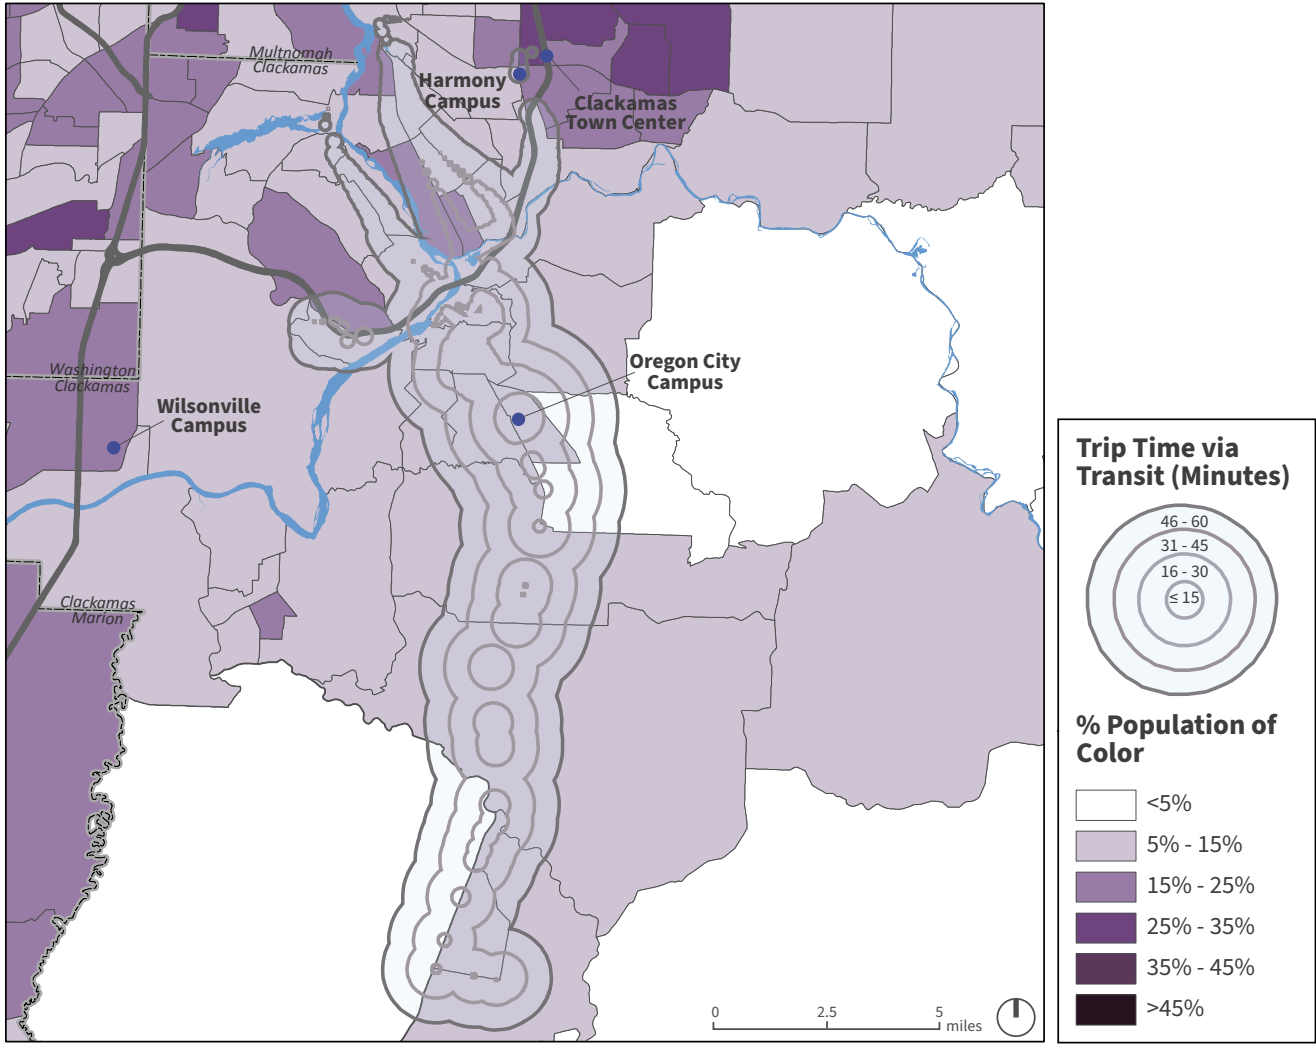 Multnomah
Clackamas
Harmony
Campus
Clackamas
Town Center
Washington
Clackamas
Wilsonville
Campus
Oregon City
Campus
Clackamas
Marion
0
2.5
5
miles
Trip Time via
Transit (Minutes)
46 - 60
31 - 45
16 - 30
≤ 15
% Population of
Color
<5%
5% - 15%
15% - 25%
25% - 35%
35% - 45%
>45%